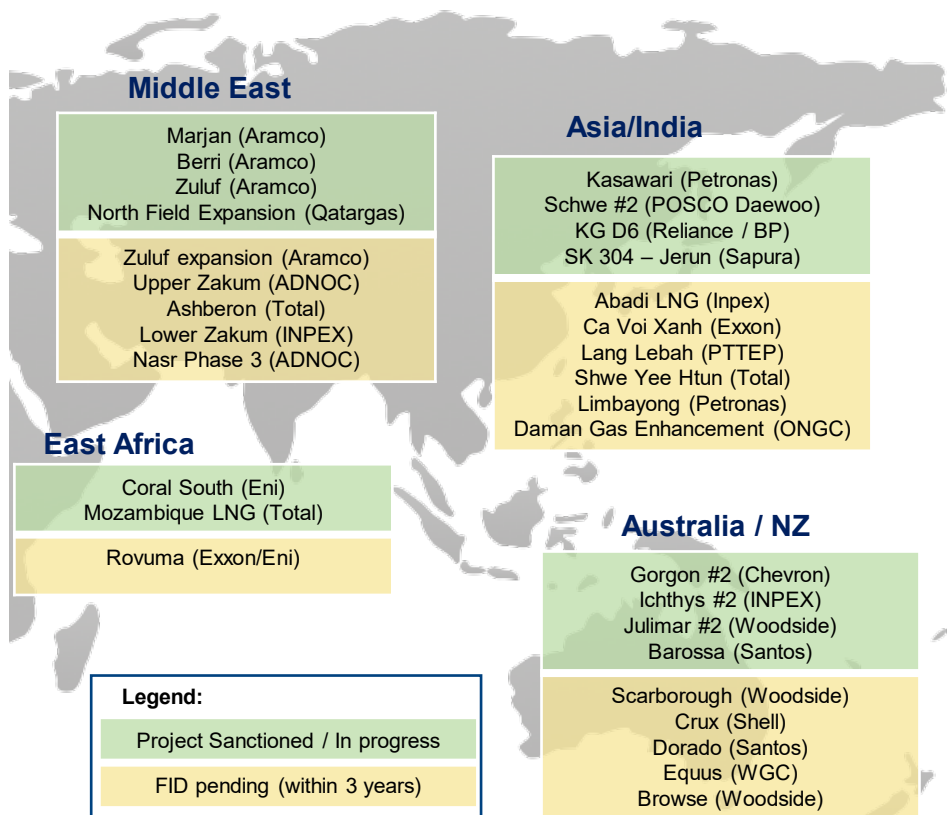 Middle East
Marjan (Aramco)
Berri (Aramco)
Zuluf (Aramco)
North Field Expansion (Qatargas)
Zuluf expansion (Aramco)
Upper Zakum (ADNOC)
Ashberon (Total)
Lower Zakum (INPEX)
Nasr Phase 3 (ADNOC)
Asia/India
Kasawari (Petronas)
Schwe #2 (POSCO Daewoo)
KG D6 (Reliance / BP)
SK 304 – Jerun (Sapura)
Abadi LNG (Inpex)
Ca Voi Xanh (Exxon)
Lang Lebah (PTTEP)
Shwe Yee Htun (Total)
Limbayong (Petronas)
Daman Gas Enhancement (ONGC)
East Africa
Coral South (Eni)
Mozambique LNG (Total)
Rovuma (Exxon/Eni)
Australia / NZ
Gorgon #2 (Chevron)
Ichthys #2 (INPEX)
Julimar #2 (Woodside)
Barossa (Santos)
Scarborough (Woodside)
Crux (Shell)
Dorado (Santos)
Equus (WGC)
Browse (Woodside)
Legend:
Project Sanctioned / In progress
FID pending (within 3 years)